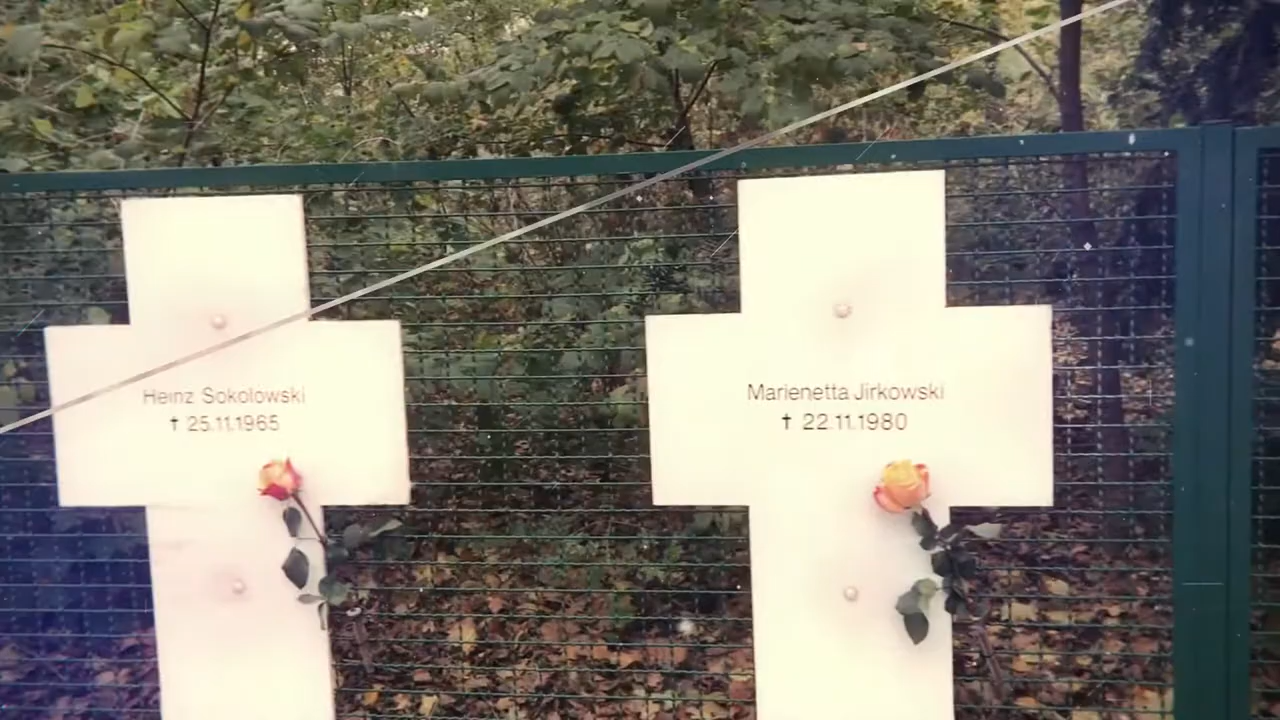 Heinz Sokolowski
† 25.11.1965
Marienetta Jirkowski
† 22.11.1980